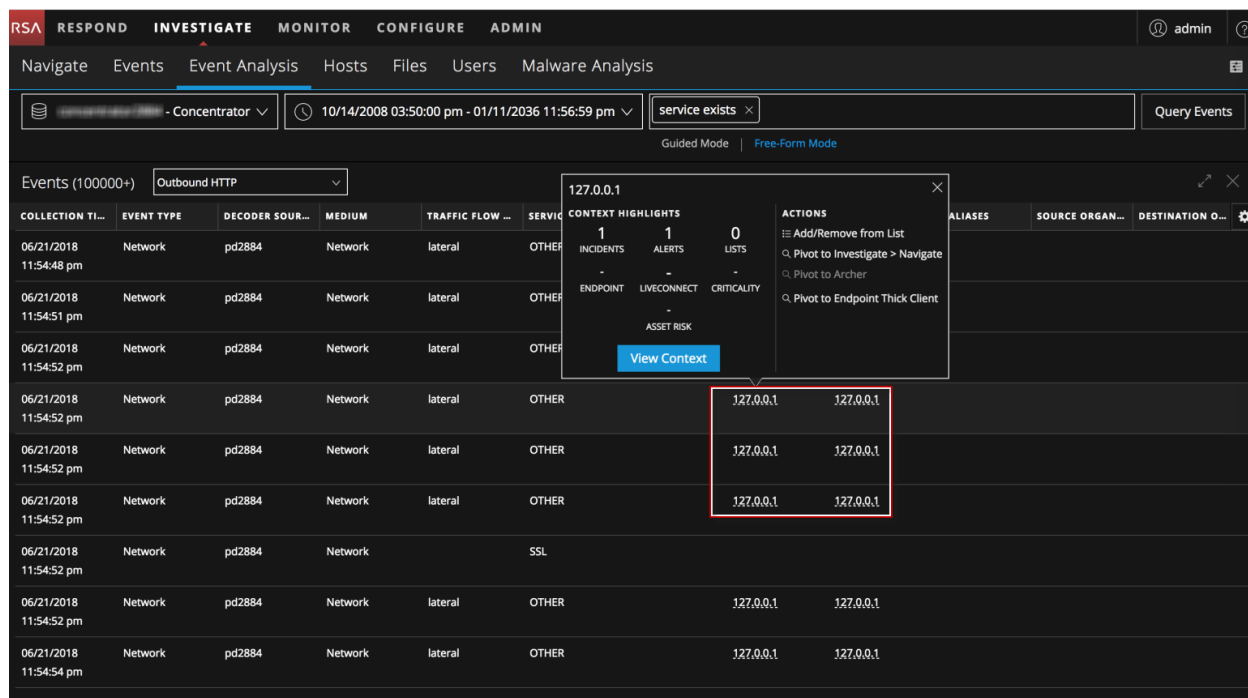 RSA RESPOND INVESTIGATE MONITOR CONFIGURE ADMIN admin
Navigate Events Event Analysis Hosts Files Users Malware Analysis
- Concentrator 10/14/2008 03:50:00 pm - 01/11/2036 11:56:59 pm service exists × Query Events
Guided Mode | Free-Form Mode
Events (100000+) Outbound HTTP
COLLECTION TI... EVENT TYPE DECODER SOUR... MEDIUM TRAFFIC FLOW ... SERVIC ALIASES SOURCE ORGAN... DESTINATION O...
127.0.0.1
CONTEXT HIGHLIGHTS ACTIONS
1 1 0
INCIDENTS ALERTS LISTS
- - -
ENDPOINT LIVECONNECT CRITICALITY
-
ASSET RISK
View Context
Add/Remove from List
Pivot to Investigate > Navigate
Pivot to Archer
Pivot to Endpoint Thick Client
06/21/2018 Network pd2884 Network lateral OTHER
11:54:48 pm
06/21/2018 Network pd2884 Network lateral OTHER
11:54:51 pm
06/21/2018 Network pd2884 Network lateral OTHER
11:54:52 pm
06/21/2018 Network pd2884 Network lateral OTHER 127.0.0.1 127.0.0.1
11:54:52 pm
06/21/2018 Network pd2884 Network lateral OTHER 127.0.0.1 127.0.0.1
11:54:52 pm
06/21/2018 Network pd2884 Network lateral OTHER 127.0.0.1 127.0.0.1
11:54:52 pm
06/21/2018 Network pd2884 Network SSL
11:54:52 pm
06/21/2018 Network pd2884 Network lateral OTHER 127.0.0.1 127.0.0.1
11:54:52 pm
06/21/2018 Network pd2884 Network lateral OTHER 127.0.0.1 127.0.0.1
11:54:54 pm